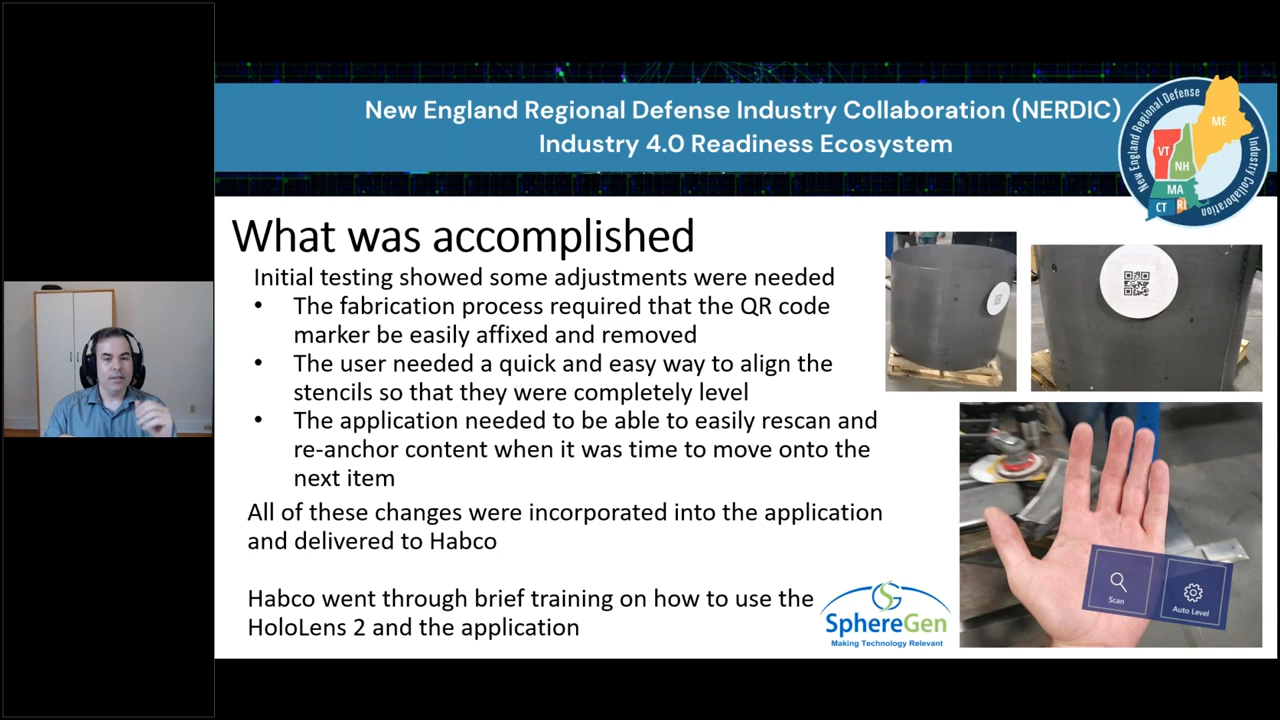 New England Regional Defense Industry Collaboration (NERDIC)
Industry 4.0 Readiness Ecosystem
New England Regional Defense
Industry Collaboration
ME
VT
NH
MA
CT
RI
What was accomplished
Initial testing showed some adjustments were needed
• The fabrication process required that the QR code
marker be easily affixed and removed
• The user needed a quick and easy way to align the
stencils so that they were completely level
• The application needed to be able to easily rescan and
re-anchor content when it was time to move onto the
next item
All of these changes were incorporated into the application
and delivered to Habco
Habco went through brief training on how to use the
HoloLens 2 and the application
SphereGen
Making Technology Relevant
Scan
Auto Level